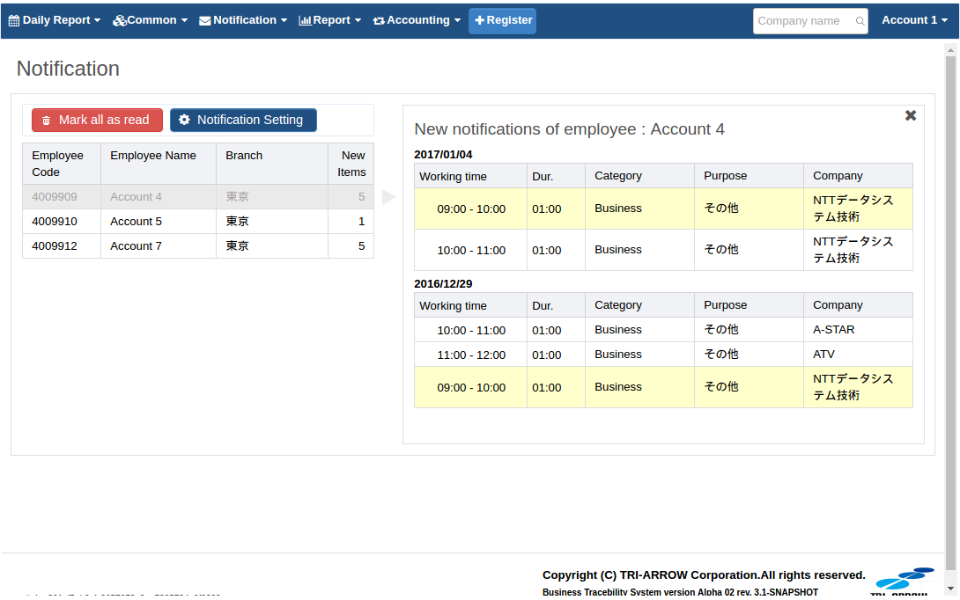 Daily Report Common Notification Report Accounting Register Company name Account 1
Notification
Mark all as read Notification Setting
Employee Code Employee Name Branch New Items
4009909 Account 4 東京 5
4009910 Account 5 東京 1
4009912 Account 7 東京 5
New notifications of employee : Account 4
2017/01/04
Working time Dur. Category Purpose Company
09:00 - 10:00 01:00 Business その他 NTTデータシス
テム技術
10:00 - 11:00 01:00 Business その他 NTTデータシス
テム技術
2016/12/29
Working time Dur. Category Purpose Company
10:00 - 11:00 01:00 Business その他 A-STAR
11:00 - 12:00 01:00 Business その他 ATV
09:00 - 10:00 01:00 Business その他 NTTデータシス
テム技術
Copyright (C) TRI-ARROW Corporation.All rights reserved.
Business Tracebility System version Alpha 02 rev. 3.1-SNAPSHOT
TRI-ARROW